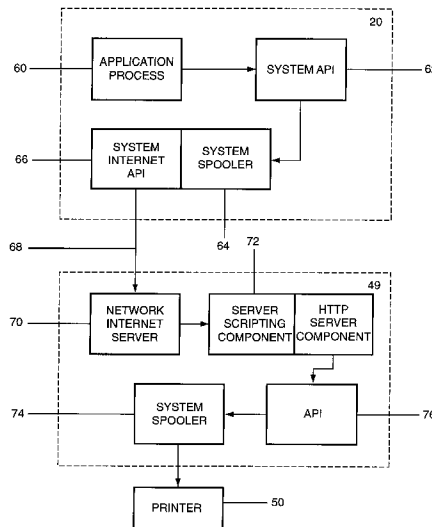 20
60
APPLICATION
PROCESS
SYSTEM API
66
SYSTEM
INTERNET
API
SYSTEM
SPOOLER
68
64
72
49
70
NETWORK
INTERNET
SERVER
SERVER
SCRIPTING
COMPONENT
HTTP
SERVER
COMPONENT
74
SYSTEM
SPOOLER
API
76
PRINTER
50